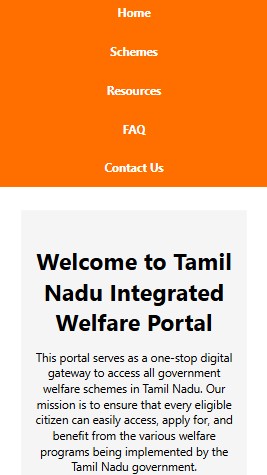 Home
Schemes
Resources
FAQ
Contact Us
Welcome to Tamil
Nadu Integrated
Welfare Portal
This portal serves as a one-stop digital
gateway to access all government
welfare schemes in Tamil Nadu. Our
mission is to ensure that every eligible
citizen can easily access, apply for, and
benefit from the various welfare
programs being implemented by the
Tamil Nadu government.